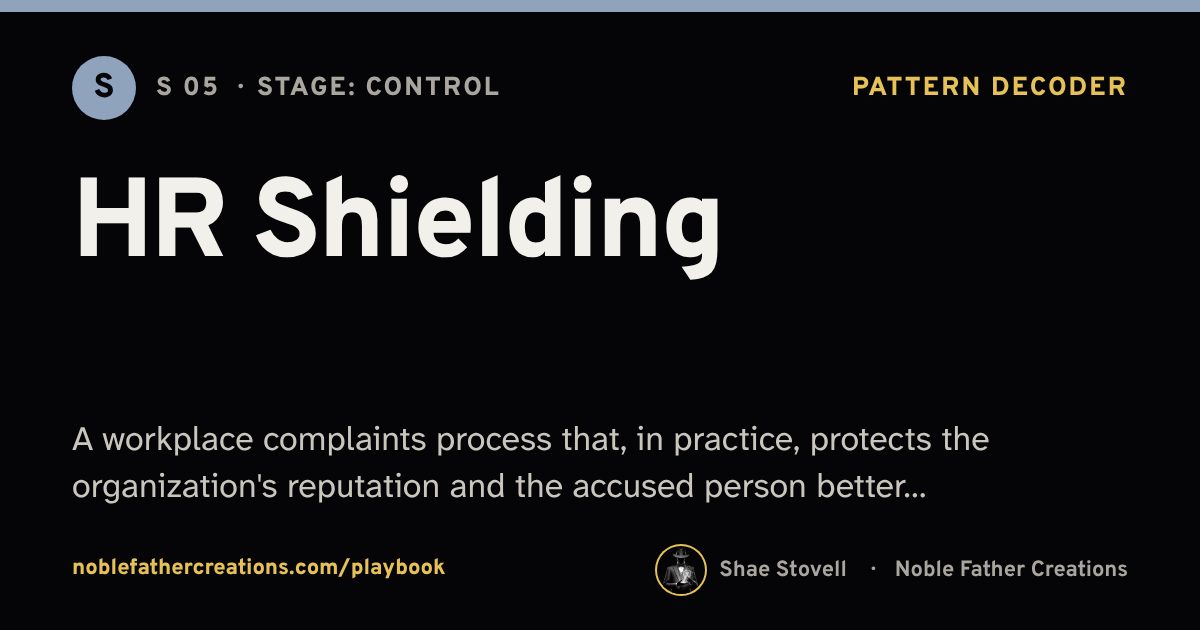 S
S 05 · STAGE: CONTROL
PATTERN DECODER
HR Shielding
A workplace complaints process that, in practice, protects the
organization's reputation and the accused person better...
noblefathercreations.com/playbook
Shae Stovell · Noble Father Creations